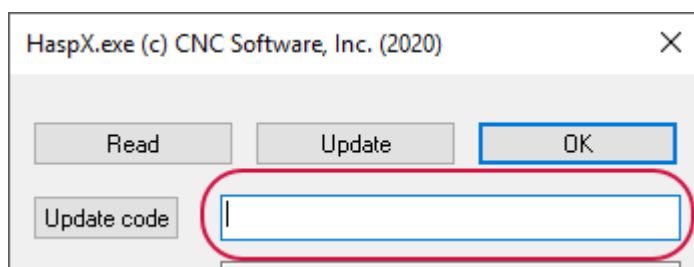 HaspX.exe (c) CNC Software, Inc. (2020)
Read Update OK
Update code